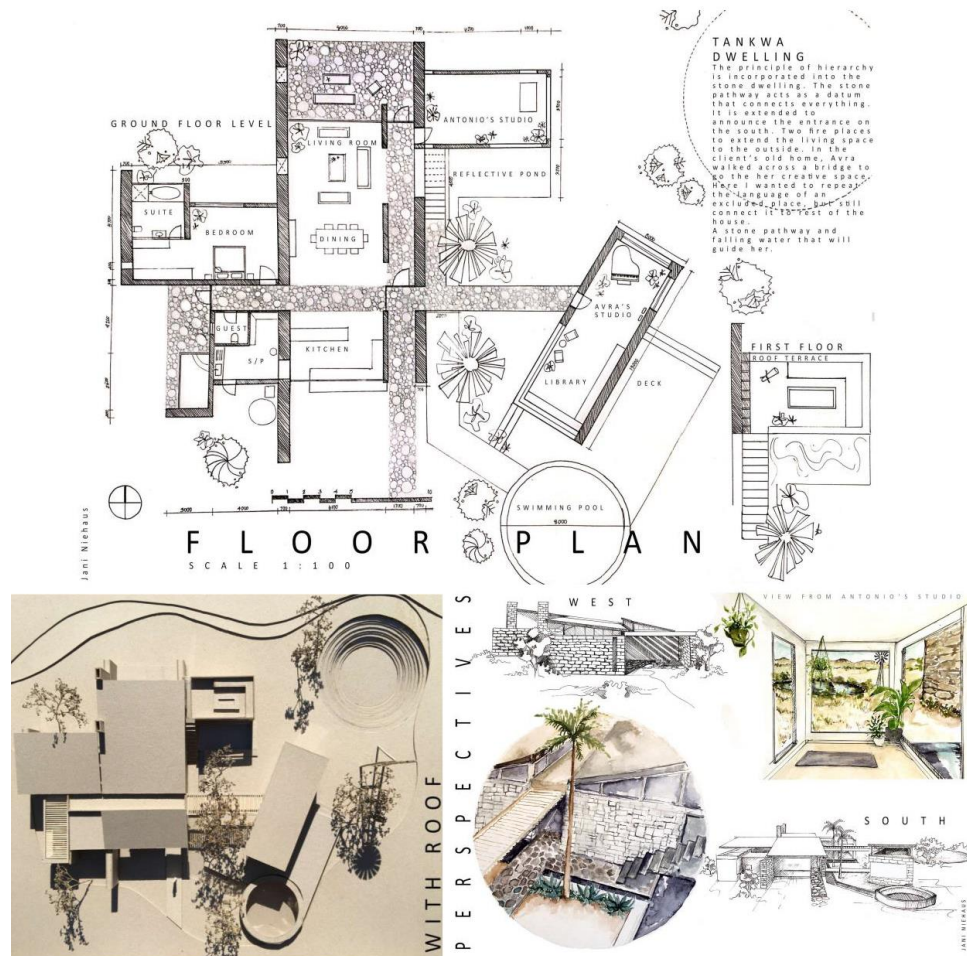 TANKWA
DWELLING
The principle of hierarchy
is incorporated into the
stone dwelling. The stone
pathway acts as a datum
that connects everything.
It is extended to
announce the entrance on
the south. Two fire places
to extend the living space
to the outside. In the
client's old home, Avra
walked across a bridge to
go the her creative space.
Here I wanted to repeat
the language of an
excluded place, but still
connect it to rest of the
house.
A stone pathway and
falling water that will
guide her.
GROUND FLOOR LEVEL
ANTONIO'S STUDIO
LIVING ROOM
REFLECTIVE POND
SUITE
BEDROOM
DINING
AVRA'S
STUDIO
GUEST
S/P
KITCHEN
LIBRARY
DECK
FIRST FLOOR
ROOF TERRACE
SWIMMING POOL
Jani Niehaus
FLOOR PLAN
SCALE 1:100
WITH ROOF
PERSPECTIVES
WEST
VIEW FROM ANTONIO'S STUDIO
SOUTH
JANI NIEHAUS